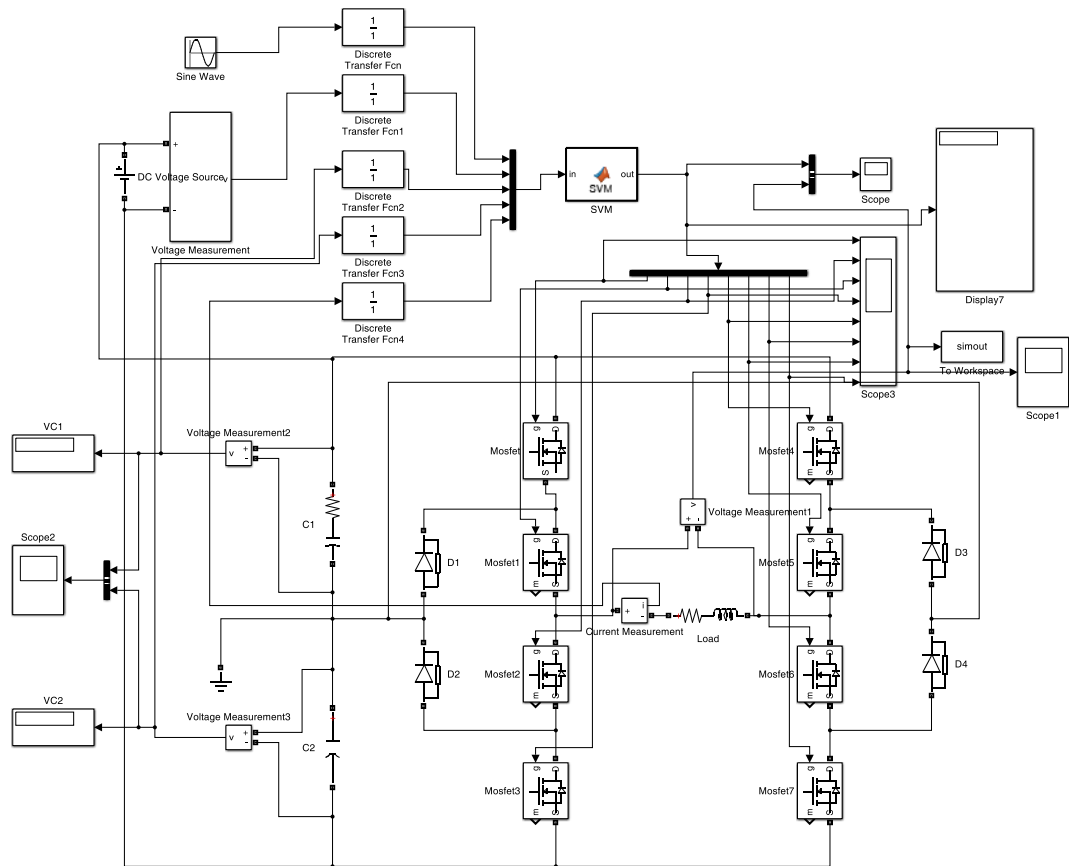 1
1
Discrete
Transfer Fcn
Sine Wave
1
1
Discrete
Transfer Fcn1
+
DC Voltage Source
v
-
Voltage Measurement
1
1
Discrete
Transfer Fcn2
1
1
Discrete
Transfer Fcn3
1
1
Discrete
Transfer Fcn4
in
SVM
out
SVM
Scope
Display7
Scope3
simout
To Workspace
Scope1
VC1
Voltage Measurement2
v
+
-
C1
Scope2
VC2
Voltage Measurement3
v
+
-
C2
D1
D2
g
D
S
Mosfet
g
D
m
S
Mosfet1
g
D
m
S
Mosfet2
g
D
m
S
Mosfet3
v
+
-
Voltage Measurement1
+
i
-
Current Measurement
Load
g
D
m
S
Mosfet4
g
D
m
S
Mosfet5
g
D
m
S
Mosfet6
g
D
m
S
Mosfet7
D3
D4